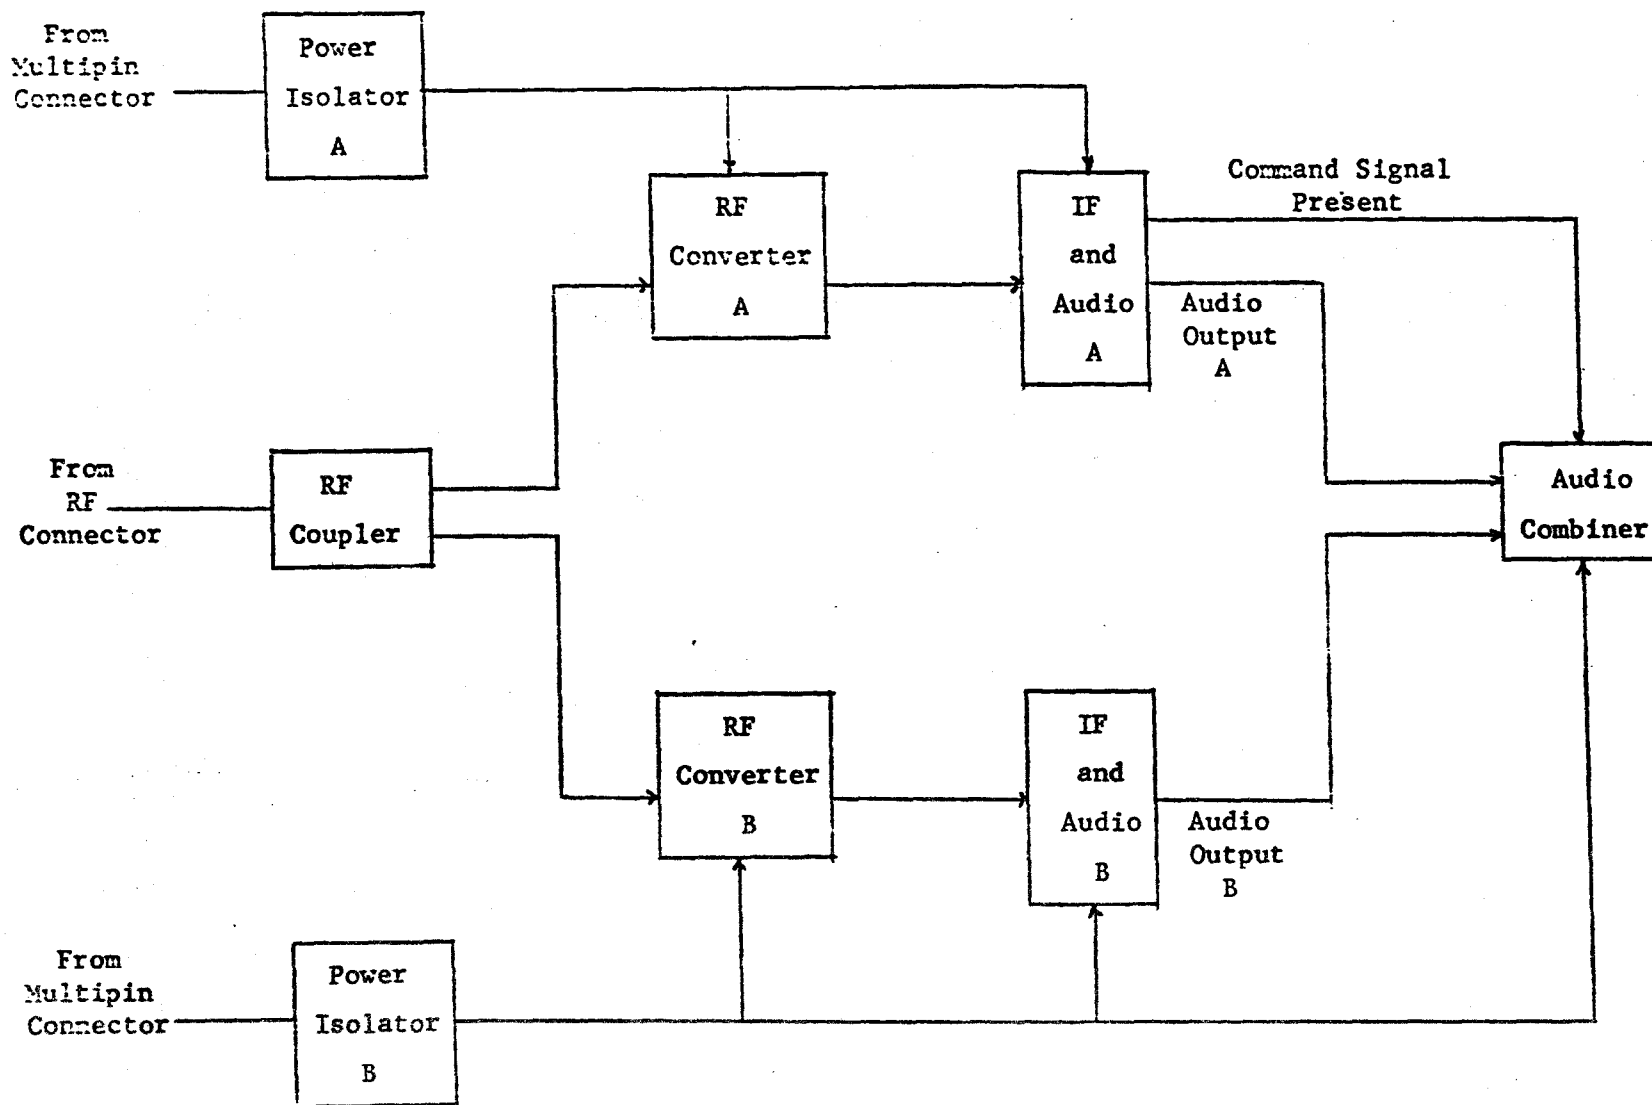 From
Multipin
Connector
Power
Isolator
A
RF
Converter
A
IF
and
Audio
A
Command Signal
Present
Audio
Output
A
From
RF
Connector
RF
Coupler
Audio
Combiner
RF
Converter
B
IF
and
Audio
B
Audio
Output
B
From
Multipin
Connector
Power
Isolator
B